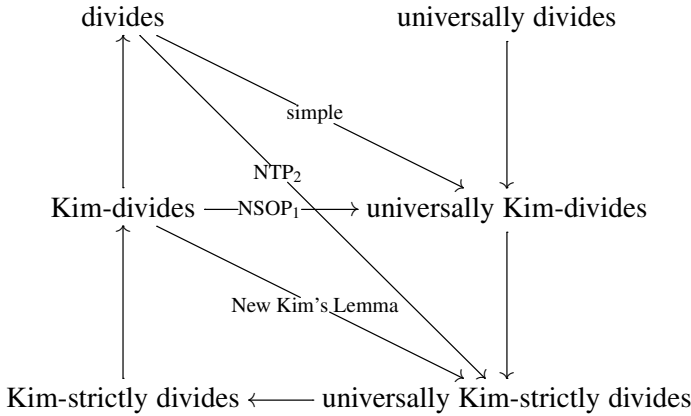 divides universally divides
simple
NTP₂
Kim-divides NSOP₁ universally Kim-divides
New Kim's Lemma
Kim-strictly divides universally Kim-strictly divides